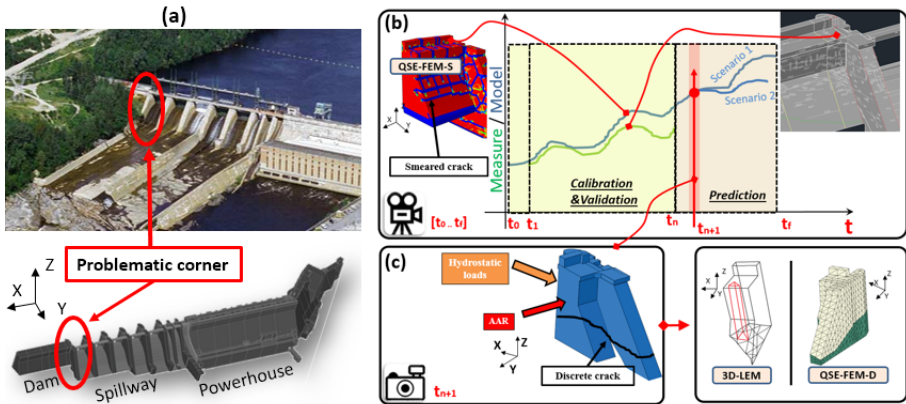 (a)
Problematic corner
Z
X
Y
Dam
Spillway
Powerhouse
(b)
QSE-FEM-S
X
Z
Y
Smeared crack
Measure / Model
Scenario 1
Scenario 2
Calibration
&Validation
Prediction
[t0 .. tf]
t0
t1
tn
tn+1
tf
t
(c)
Hydrostatic
loads
AAR
X
Z
Y
Discrete crack
tn+1
X
Z
Y
3D-LEM
X
Z
Y
QSE-FEM-D